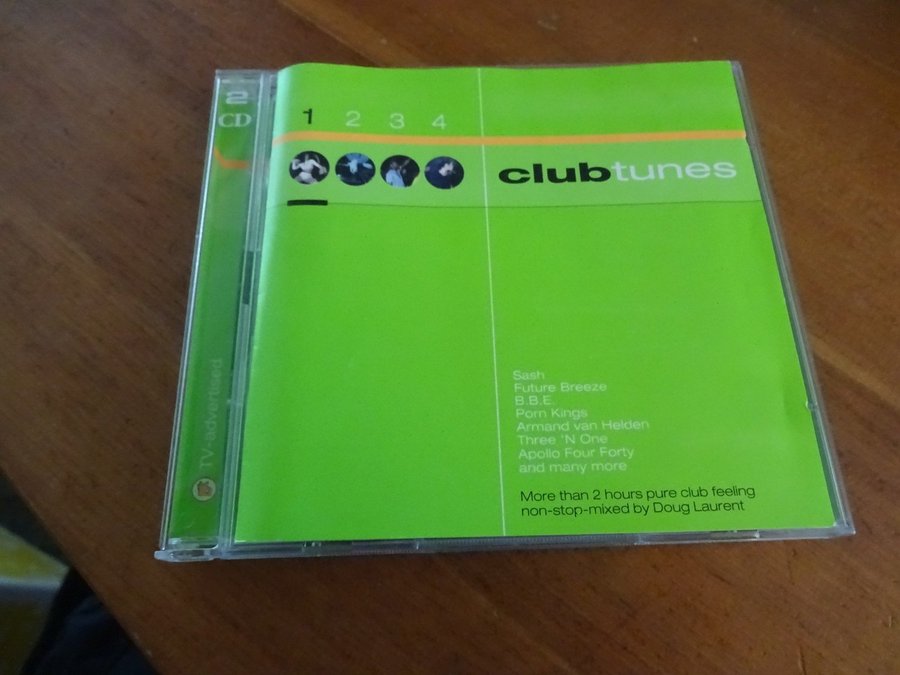 2
CD
TV-advertised
1 2 3 4
clubtunes
Sash
Future Breeze
B.B.E.
Porn Kings
Armand van Helden
Three 'N One
Apollo Four Forty
and many more
More than 2 hours pure club feeling
non-stop-mixed by Doug Laurent